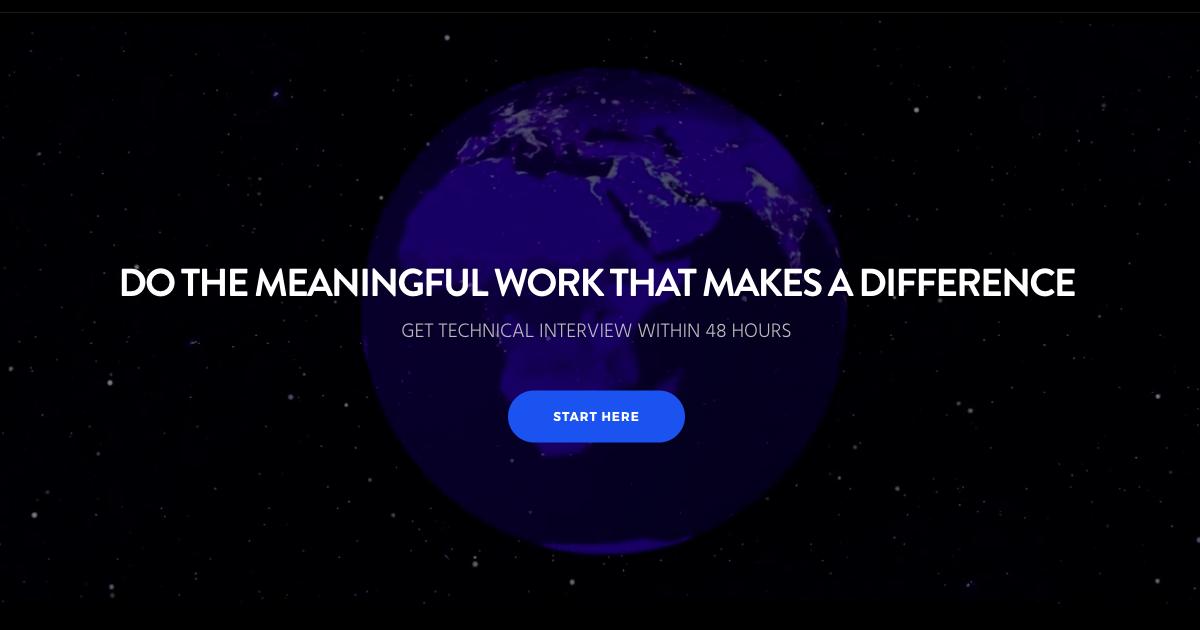 DO THE MEANINGFUL WORK THAT MAKES A DIFFERENCE
GET TECHNICAL INTERVIEW WITHIN 48 HOURS
START HERE